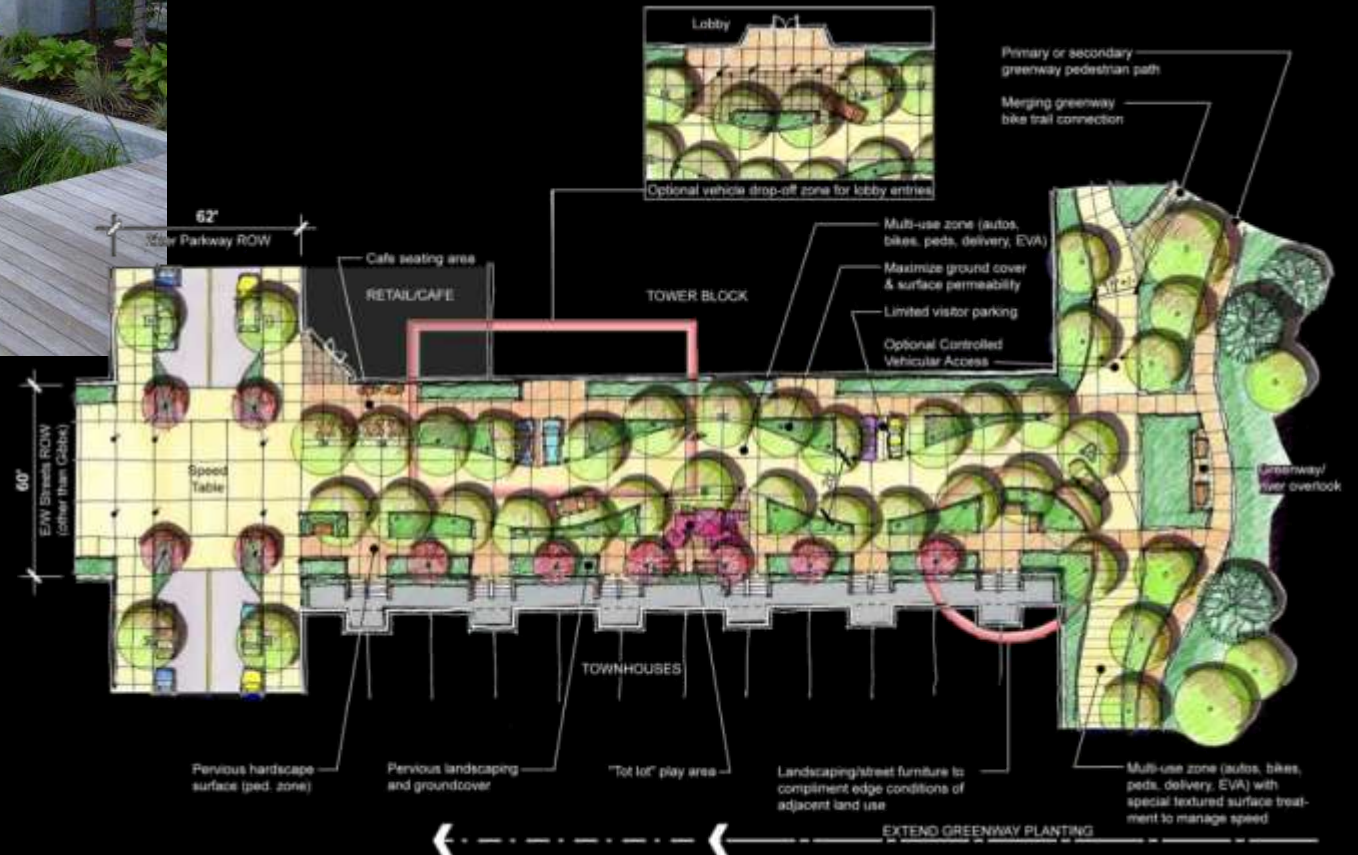 Lobby
Optional vehicle drop-off zone for lobby entries
Primary or secondary
greenway pedestrian path
Merging greenway
bike trail connection
62'
Parkway ROW
Cafe seating area
RETAIL/CAFE
TOWER BLOCK
Multi-use zone (autos,
bikes, peds, delivery, EVA)
Maximize ground cover
& surface permeability
Limited visitor parking
Optional Controlled
Vehicular Access
60'
E/W Streets ROW
(other than Gibbs)
Speed
Table
Greenway/
river overlook
TOWNHOUSES
Pervious hardscape
surface (ped. zone)
Pervious landscaping
and groundcover
"Tot lot" play area
Landscaping/street furniture to
compliment edge conditions of
adjacent land use
Multi-use zone (autos, bikes,
peds, delivery, EVA) with
special textured surface treat-
ment to manage speed
EXTEND GREENWAY PLANTING